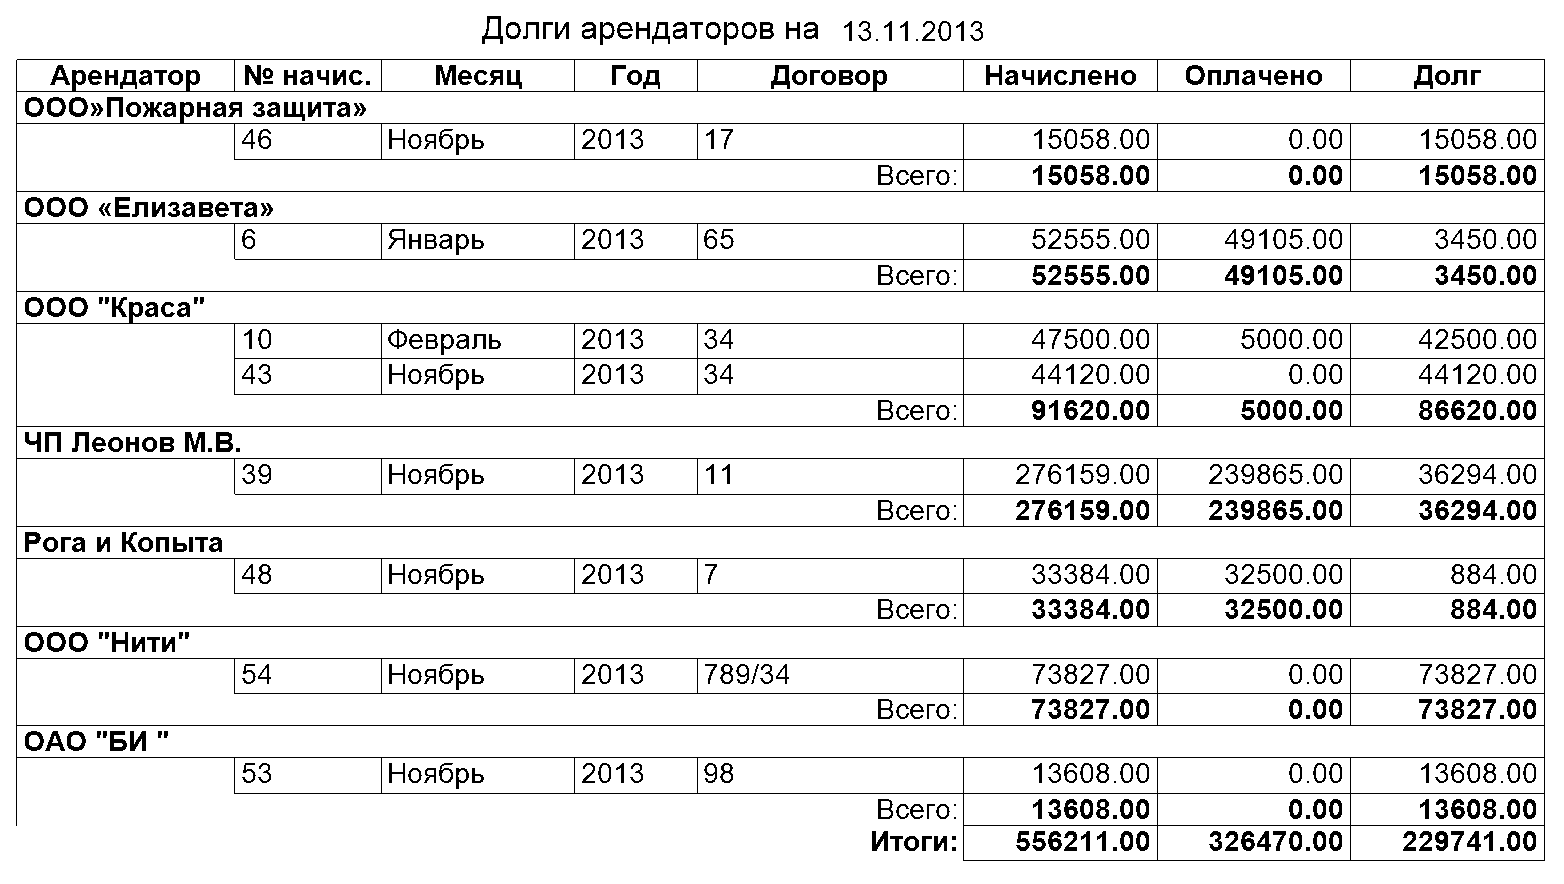 Долги арендаторов на 13.11.2013
Арендатор № начис. Месяц Год Договор Начислено Оплачено Долг
ООО»Пожарная защита»
46 Ноябрь 2013 17 15058.00 0.00 15058.00
Всего: 15058.00 0.00 15058.00
ООО «Елизавета»
6 Январь 2013 65 52555.00 49105.00 3450.00
Всего: 52555.00 49105.00 3450.00
ООО "Краса"
10 Февраль 2013 34 47500.00 5000.00 42500.00
43 Ноябрь 2013 34 44120.00 0.00 44120.00
Всего: 91620.00 5000.00 86620.00
ЧП Леонов М.В.
39 Ноябрь 2013 11 276159.00 239865.00 36294.00
Всего: 276159.00 239865.00 36294.00
Рога и Копыта
48 Ноябрь 2013 7 33384.00 32500.00 884.00
Всего: 33384.00 32500.00 884.00
ООО "Нити"
54 Ноябрь 2013 789/34 73827.00 0.00 73827.00
Всего: 73827.00 0.00 73827.00
ОАО "БИ "
53 Ноябрь 2013 98 13608.00 0.00 13608.00
Всего: 13608.00 0.00 13608.00
Итоги: 556211.00 326470.00 229741.00